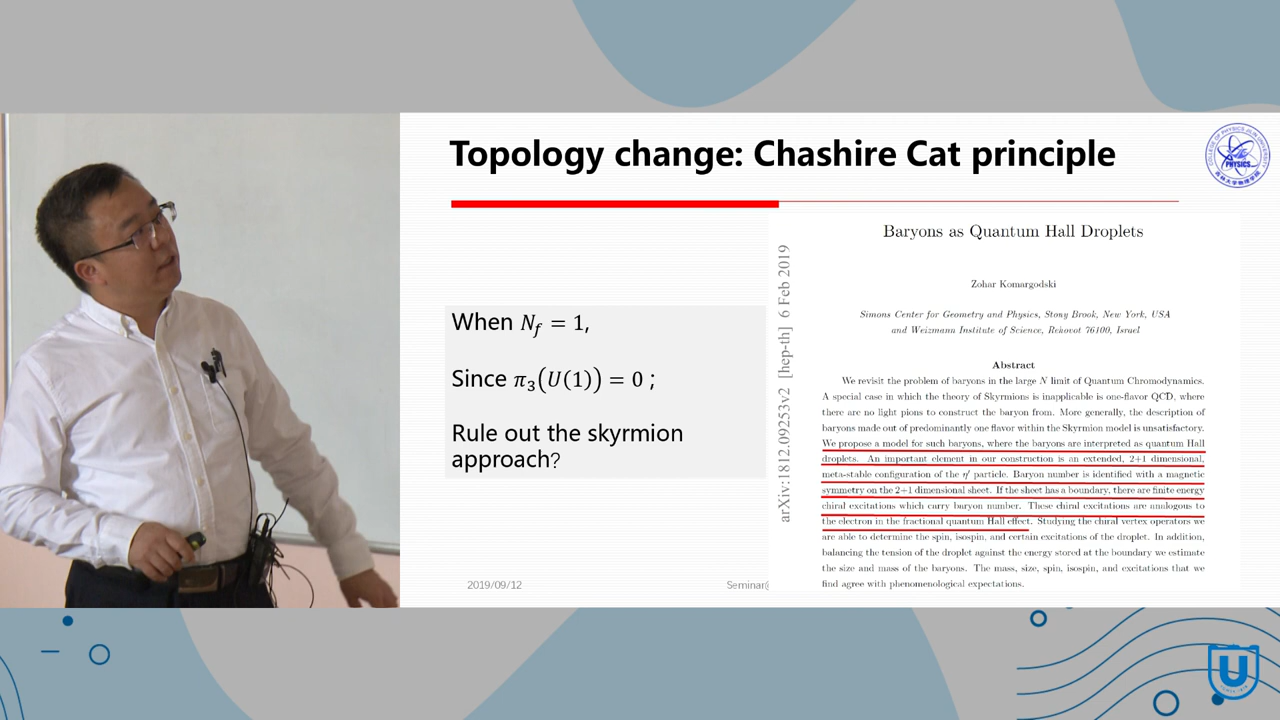 Topology change: Chashire Cat principle
PHYSICS
When N_f = 1,
Since π_3(U(1)) = 0 ;
Rule out the skyrmion
approach?
2019/09/12
Seminar@
arXiv:1812.09253v2 [hep-th] 6 Feb 2019
Baryons as Quantum Hall Droplets
Zohar Komargodski
Simons Center for Geometry and Physics, Stony Brook, New York, USA
and Weizmann Institute of Science, Rehovot 76100, Israel
Abstract
We revisit the problem of baryons in the large N limit of Quantum Chromodynamics.
A special case in which the theory of Skyrmions is inapplicable is one-flavor QCD, where
there are no light pions to construct the baryon from. More generally, the description of
baryons made out of predominantly one flavor within the Skyrmion model is unsatisfactory.
We propose a model for such baryons, where the baryons are interpreted as quantum Hall
droplets. An important element in our construction is an extended, 2+1 dimensional,
meta-stable configuration of the η′ particle. Baryon number is identified with a magnetic
symmetry on the 2+1 dimensional sheet. If the sheet has a boundary, there are finite energy
chiral excitations which carry baryon number. These chiral excitations are analogous to
the electron in the fractional quantum Hall effect. Studying the chiral vertex operators we
are able to determine the spin, isospin, and certain excitations of the droplet. In addition,
balancing the tension of the droplet against the energy stored at the boundary we estimate
the size and mass of the baryons. The mass, size, spin, isospin, and excitations that we
find agree with phenomenological expectations.